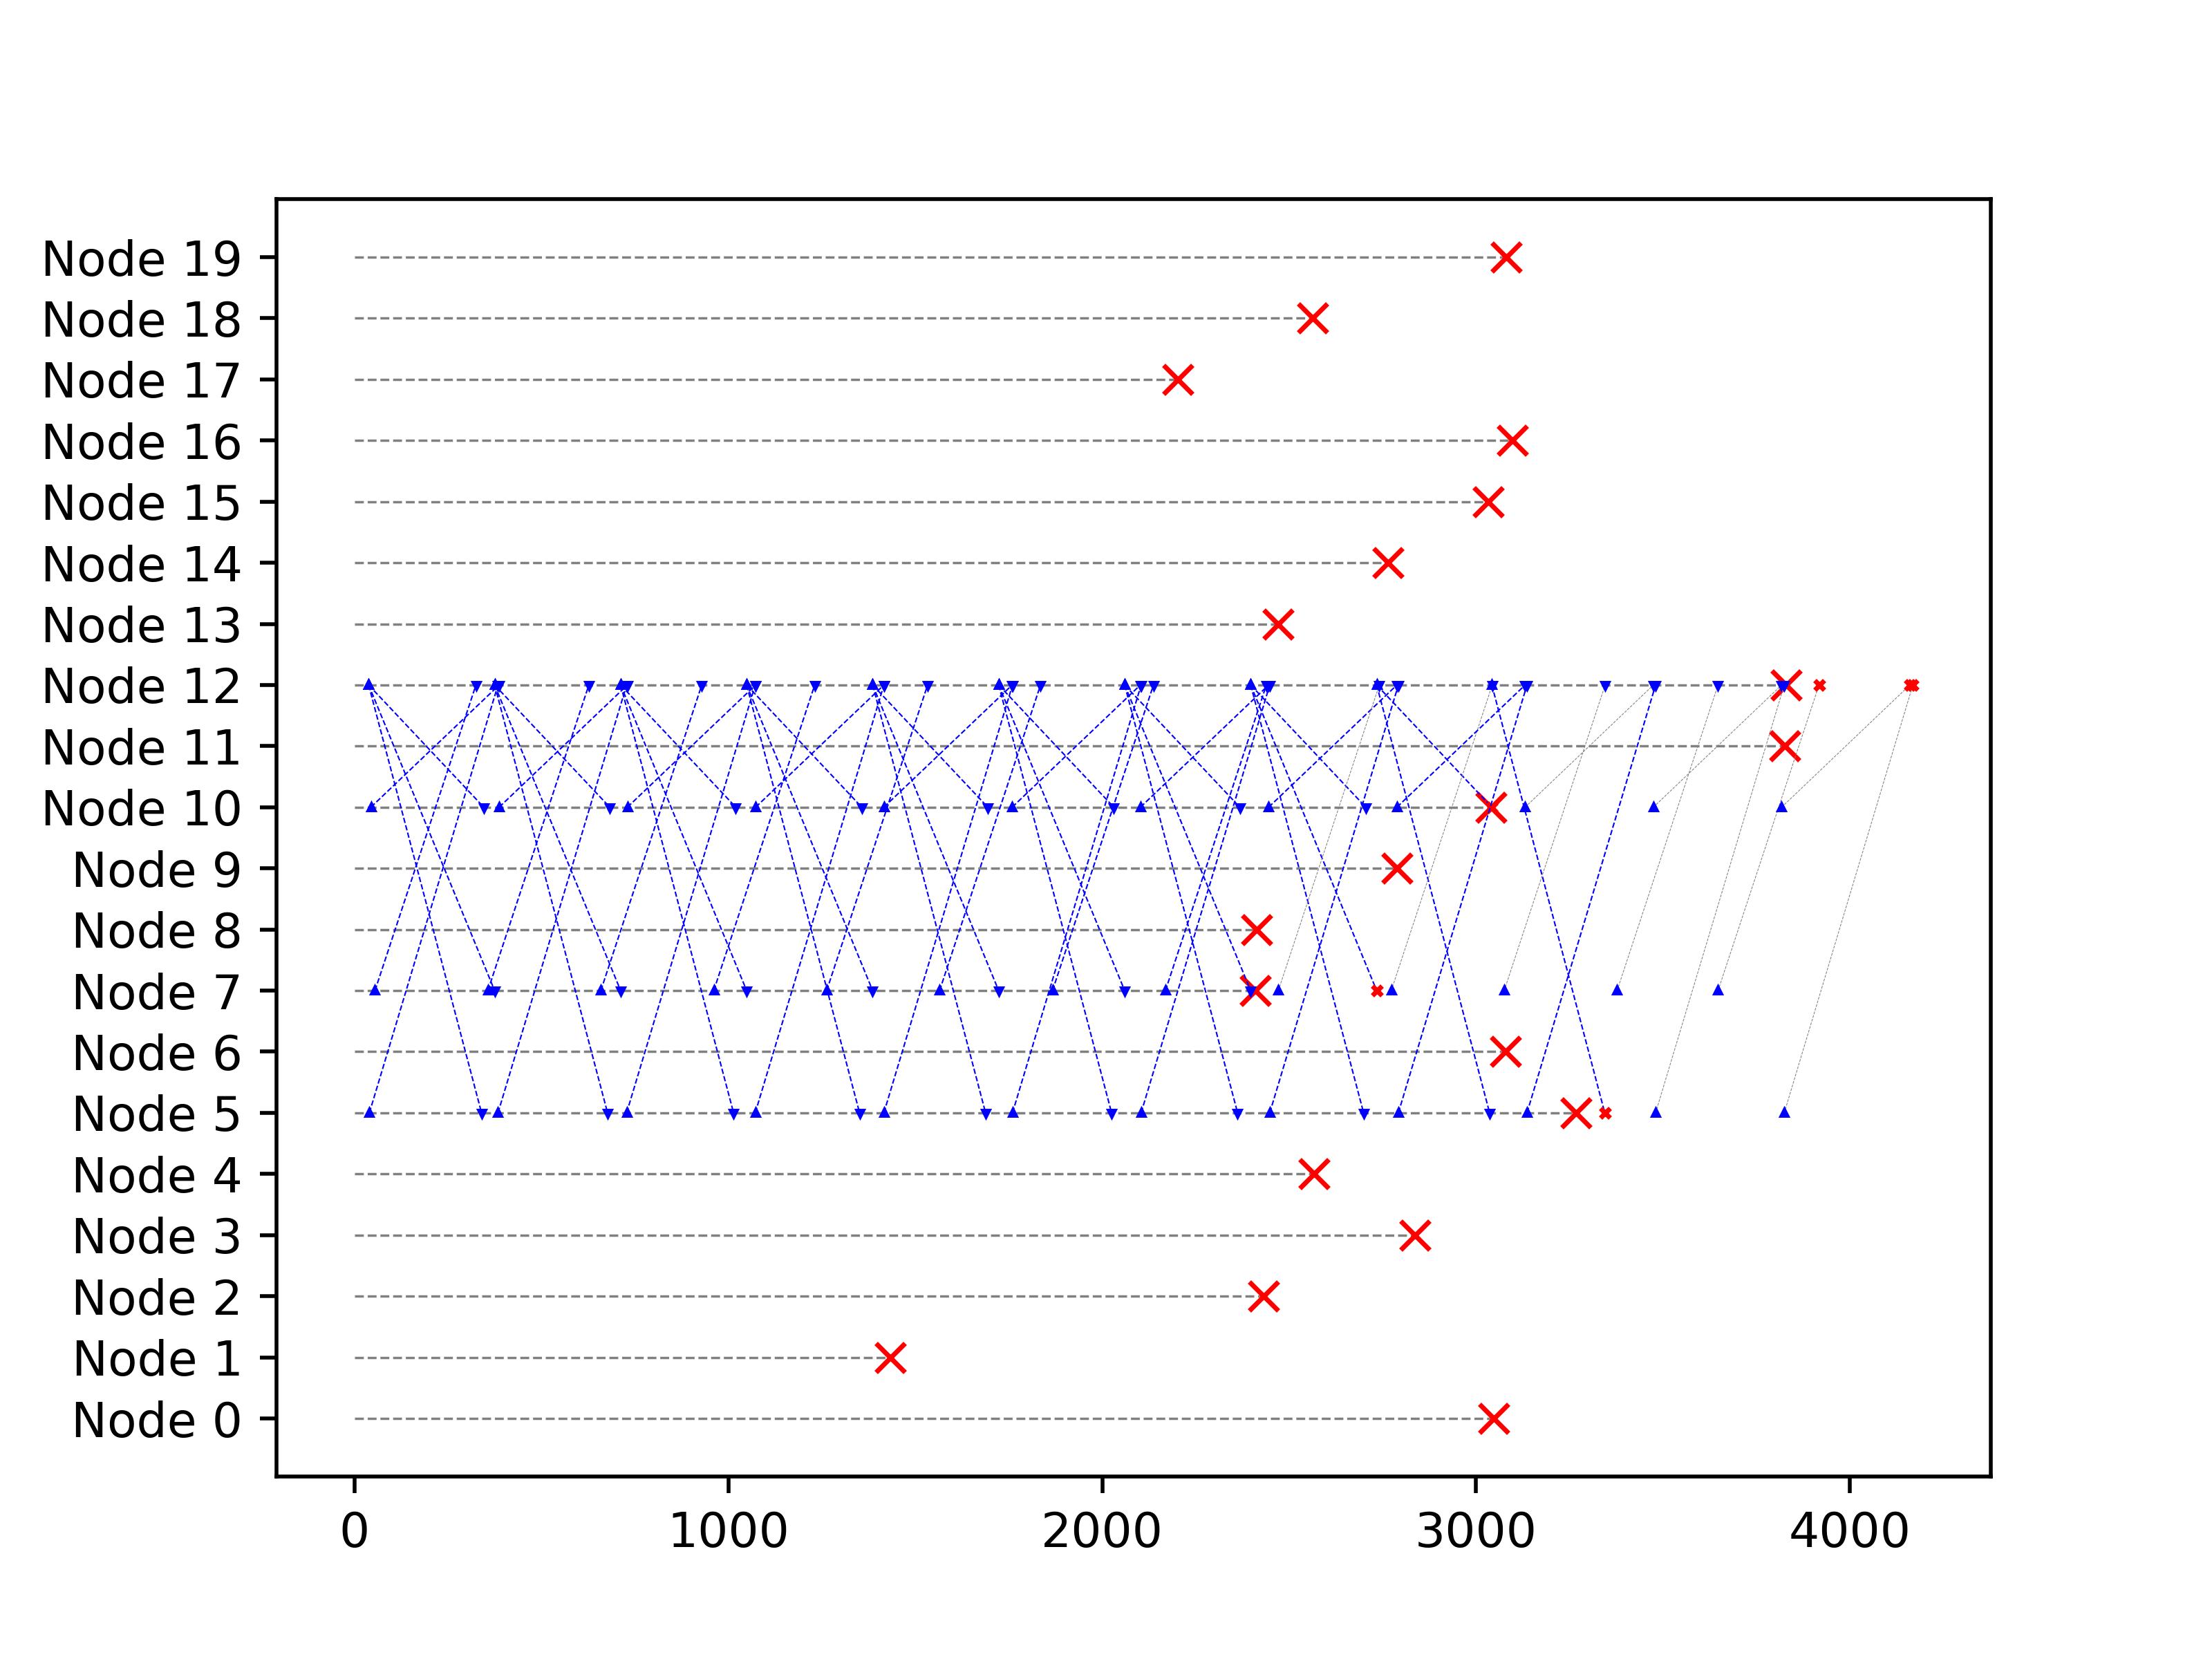 Node 19
Node 18
Node 17
Node 16
Node 15
Node 14
Node 13
Node 12
Node 11
Node 10
Node 9
Node 8
Node 7
Node 6
Node 5
Node 4
Node 3
Node 2
Node 1
Node 0
0 1000 2000 3000 4000